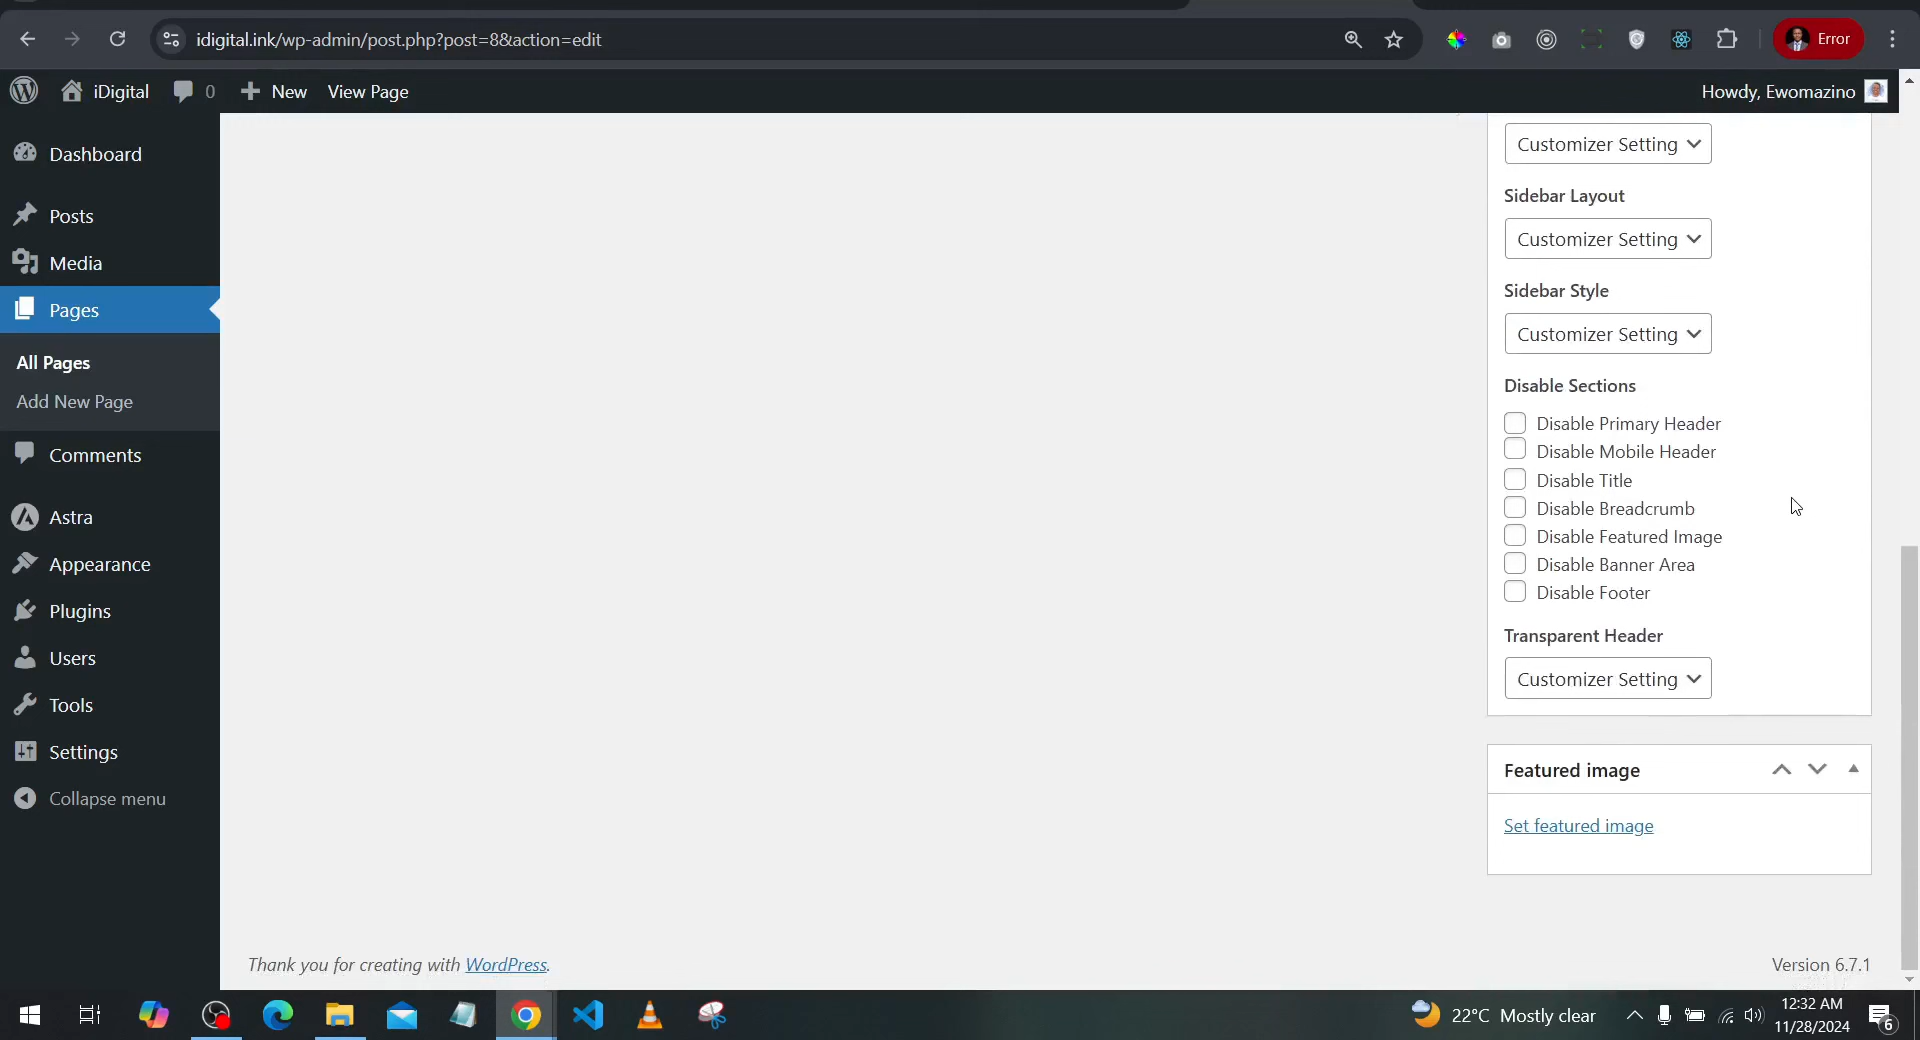 idigital.ink/wp-admin/post.php?post=8&action=edit
Error
iDigital
0
New
View Page
Howdy, Ewomazino
Dashboard
Posts
Media
Pages
All Pages
Add New Page
Comments
Astra
Appearance
Plugins
Users
Tools
Settings
Collapse menu
Customizer Setting
Sidebar Layout
Customizer Setting
Sidebar Style
Customizer Setting
Disable Sections
Disable Primary Header
Disable Mobile Header
Disable Title
Disable Breadcrumb
Disable Featured Image
Disable Banner Area
Disable Footer
Transparent Header
Customizer Setting
Featured image
Set featured image
Thank you for creating with WordPress.
Version 6.7.1
22°C Mostly clear
12:32 AM
11/28/2024
6